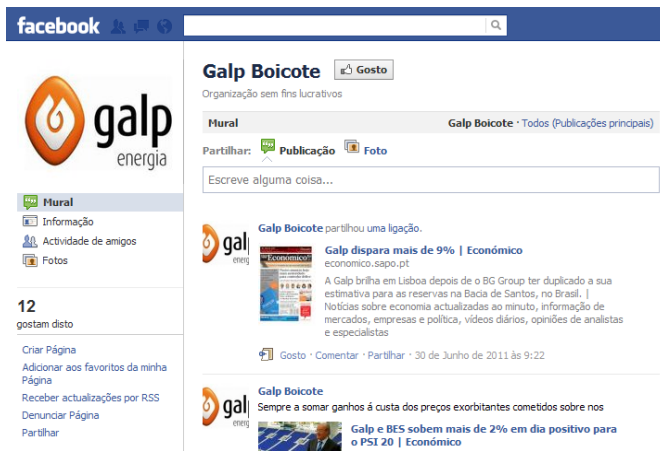 facebook
galp
energia
Mural
Informação
Actividade de amigos
Fotos
12
gostam disto
Criar Página
Adicionar aos favoritos da minha
Página
Receber actualizações por RSS
Denunciar Página
Partilhar
Galp Boicote Gosto
Organização sem fins lucrativos
Mural Galp Boicote · Todos (Publicações principais)
Partilhar: Publicação Foto
Escreve alguma coisa...
gal
energ
Galp Boicote partilhou uma ligação.
Económico
Galp dispara mais de 9% | Económico
economico.sapo.pt
A Galp brilha em Lisboa depois de o BG Group ter duplicado a sua
estimativa para as reservas na Bacia de Santos, no Brasil. |
Notícias sobre economia actualizadas ao minuto, informação de
mercados, empresas e política, vídeos diários, opiniões de analistas
e especialistas
Gosto · Comentar · Partilhar · 30 de Junho de 2011 às 9:22
gal
energ
Galp Boicote
Sempre a somar ganhos á custa dos preços exorbitantes cometidos sobre nos
Galp e BES sobem mais de 2% em dia positivo para
o PSI 20 | Económico